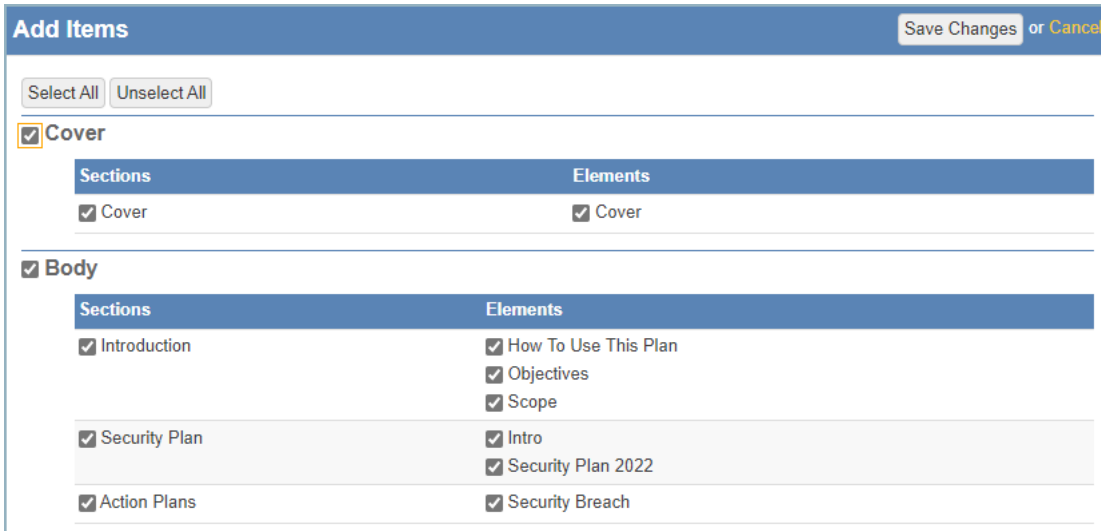 Add Items
Save Changes or Cancel
Select All Unselect All
Cover
Sections Elements
Cover Cover
Body
Sections Elements
Introduction How To Use This Plan
Objectives
Scope
Security Plan Intro
Security Plan 2022
Action Plans Security Breach